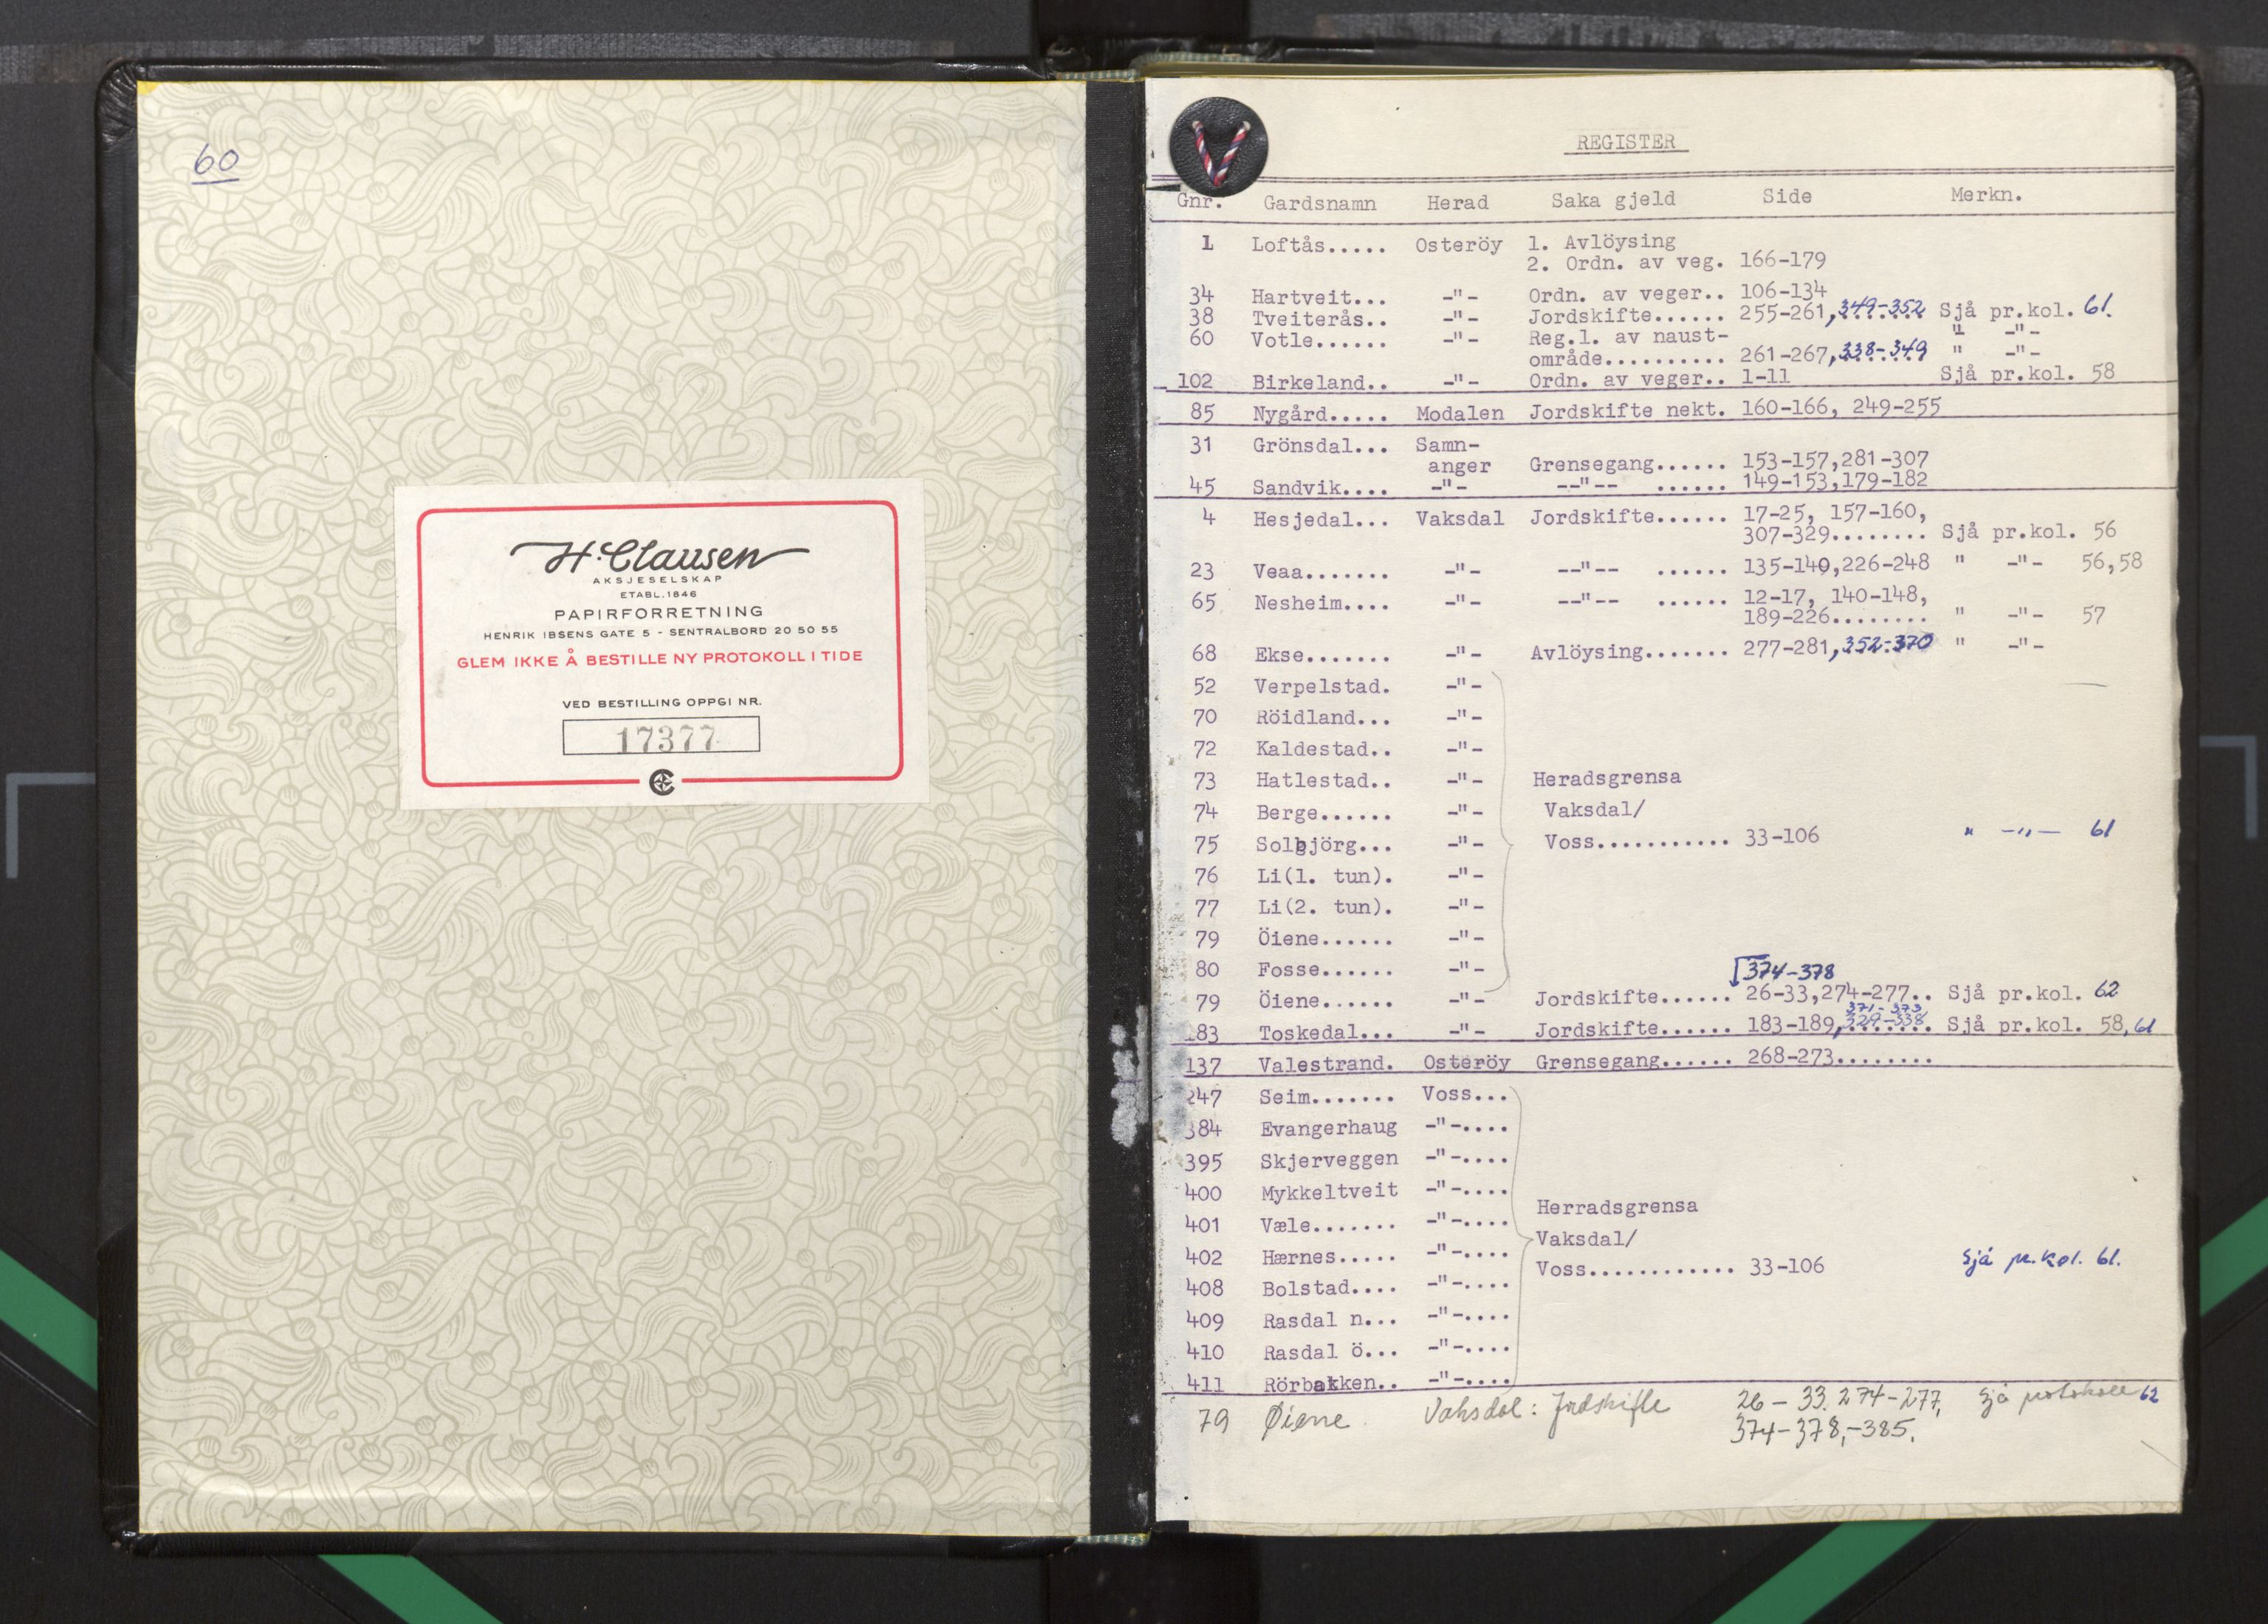 60
H. Clausen
AKSJESELSKAP
ETABL. 1846
PAPIRFORRETNING
HENRIK IBSENS GATE 5 - SENTRALBORD 20 50 55
GLEM IKKE Å BESTILLE NY PROTOKOLL I TIDE
VED BESTILLING OPPGI NR.
17377
REGISTER
Gnr. Gardsnamn Herad Saka gjeld Side Merkn.
1 Loftås..... Osteröy 1. Avlöysing
2. Ordn. av veg. 166-179
34 Hartveit... -"- Ordn. av veger.. 106-134
38 Tveiterås.. -"- Jordskifte...... 255-261, 349-352 Sjå pr.kol. 61.
60 Votle...... -"- Reg.l. av naust- " -"-
område.......... 261-267, 338-349 " -"-
102 Birkeland.. -"- Ordn. av veger.. 1-11 Sjå pr.kol. 58
85 Nygård..... Modalen Jordskifte nekt. 160-166, 249-255
31 Grönsdal... Samn-
anger Grensegang...... 153-157,281-307
45 Sandvik.... -"- --"-- ...... 149-153,179-182
4 Hesjedal... Vaksdal Jordskifte...... 17-25, 157-160,
307-329......... Sjå pr.kol. 56
23 Veaa....... -"- --"-- ...... 135-140,226-248 " -"- 56,58
65 Nesheim.... -"- --"-- ...... 12-17, 140-148,
189-226......... " -"- 57
68 Ekse....... -"- Avlöysing....... 277-281, 352-370 " -"-
52 Verpelstad. -"-
70 Röidland... -"-
72 Kaldestad.. -"-
73 Hatlestad.. -"- Heradsgrensa
74 Berge...... -"- Vaksdal/
75 Solbjörg... -"- Voss........... 33-106 " -"- 61
76 Li(1. tun). -"-
77 Li(2. tun). -"-
79 Öiene...... -"-
80 Fosse...... -"- 374-378
79 Öiene...... -"- Jordskifte...... 26-33,274-277.. Sjå pr.kol. 62
371-373
183 Toskedal... -"- Jordskifte...... 183-189, 329-338 Sjå pr.kol. 58, 61
137 Valestrand. Osteröy Grensegang...... 268-273.........
247 Seim....... Voss...
384 Evangerhaug -"-....
395 Skjerveggen -"-....
400 Mykkeltveit -"-.... Herradsgrensa
401 Væle....... -"-.... Vaksdal/
402 Hærnes..... -"-.... Voss............ 33-106 Sjå pr.kol. 61.
408 Bolstad.... -"-....
409 Rasdal n... -"-....
410 Rasdal ö... -"-....
411 Rörbakken.. -"-....
79 Øiene Vaksdal: Jordskifte 26-33. 274-277, Sjå protokoll 62
374-378,-385.